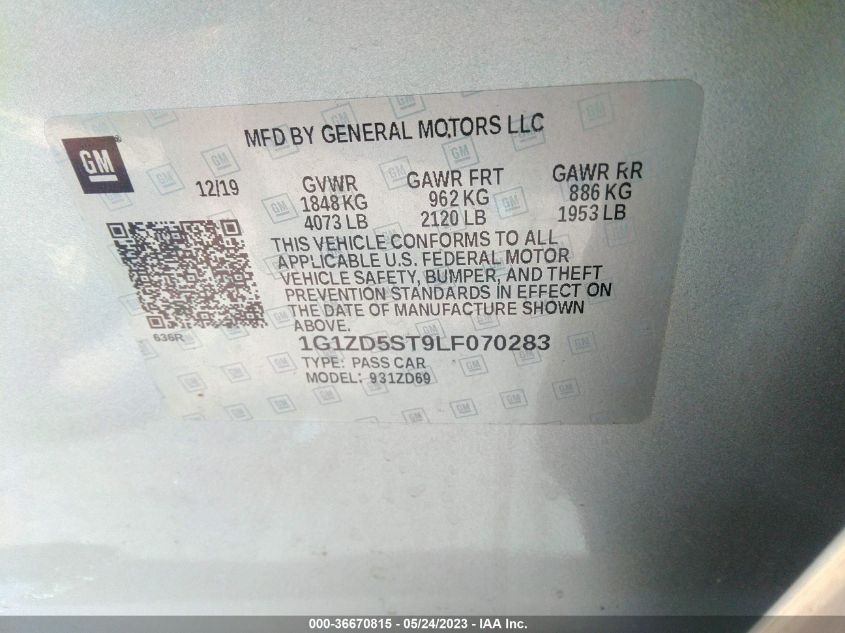 GM
MFD BY GENERAL MOTORS LLC
12/19
GVWR
1848 KG
4073 LB
GAWR FRT
962 KG
2120 LB
GAWR RR
886 KG
1953 LB
THIS VEHICLE CONFORMS TO ALL
APPLICABLE U.S. FEDERAL MOTOR
VEHICLE SAFETY, BUMPER, AND THEFT
PREVENTION STANDARDS IN EFFECT ON
THE DATE OF MANUFACTURE SHOWN
ABOVE.
636R
1G1ZD5ST9LF070283
TYPE: PASS CAR
MODEL: 931ZD69
000-36670815 - 05/24/2023 - IAA Inc.